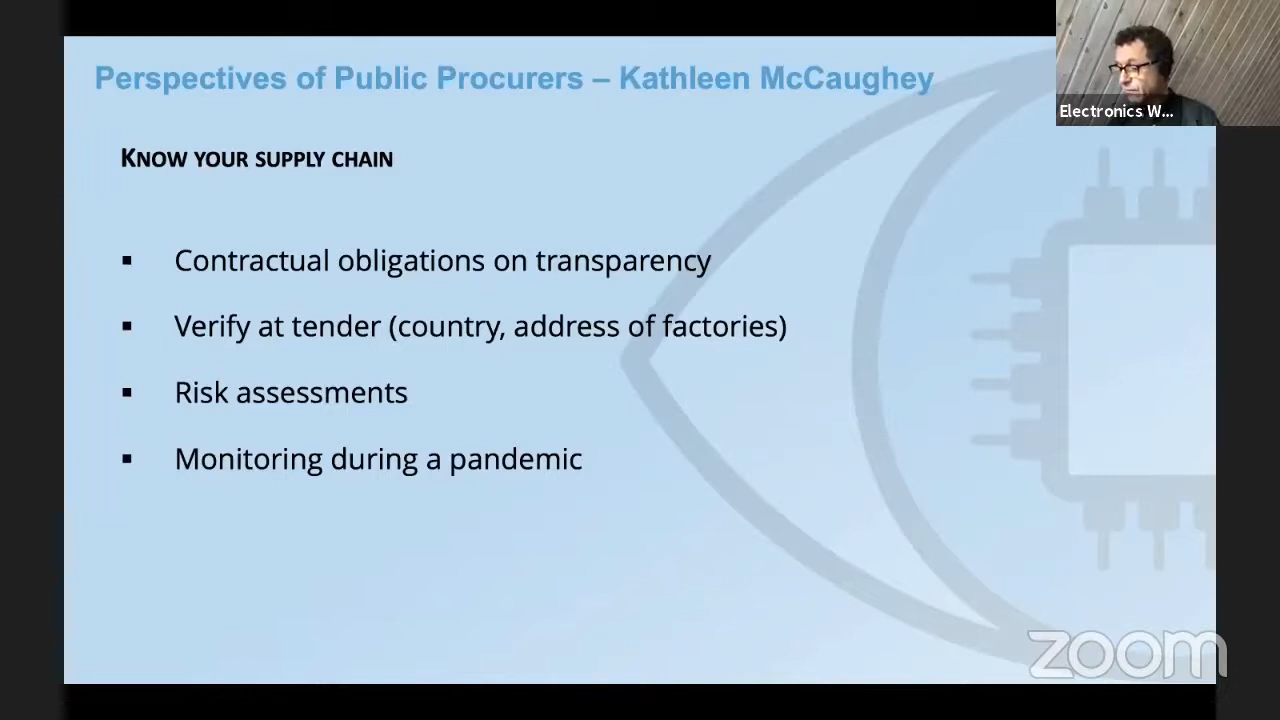 Perspectives of Public Procurers – Kathleen McCaughey
Electronics W...
KNOW YOUR SUPPLY CHAIN
▪ Contractual obligations on transparency
▪ Verify at tender (country, address of factories)
▪ Risk assessments
▪ Monitoring during a pandemic
zoom